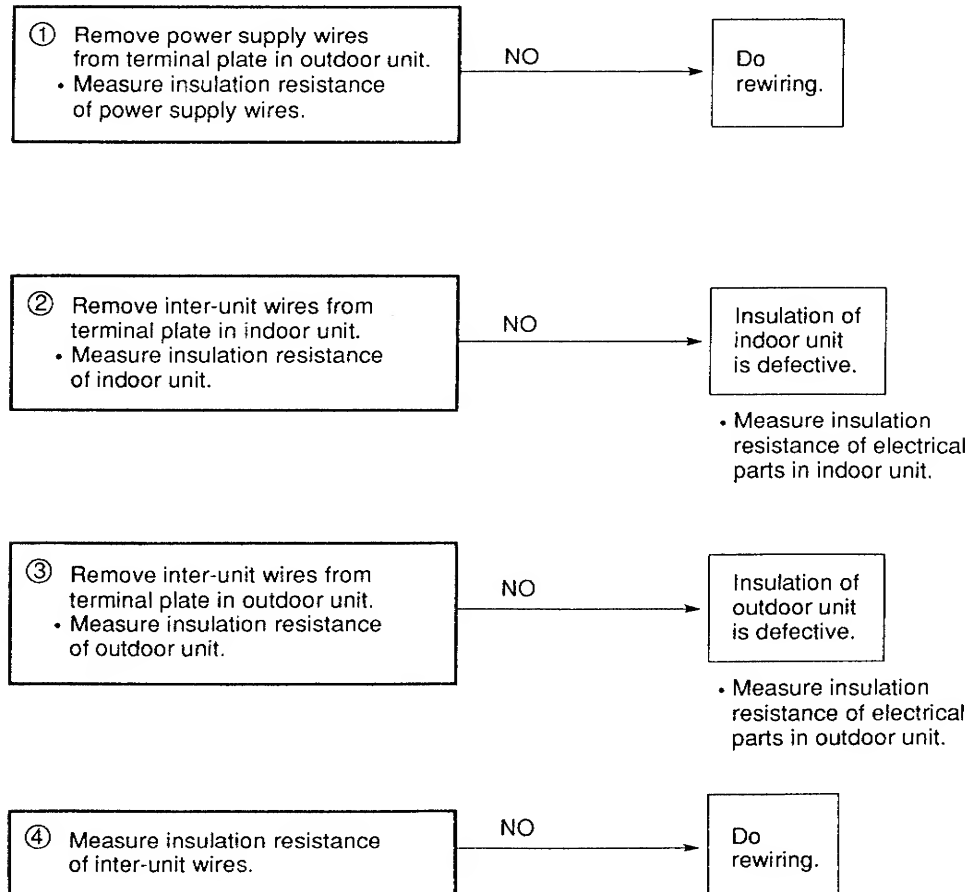 ① Remove power supply wires
from terminal plate in outdoor unit.
• Measure insulation resistance
of power supply wires.
NO
Do
rewiring.
② Remove inter-unit wires from
terminal plate in indoor unit.
• Measure insulation resistance
of indoor unit.
NO
Insulation of
indoor unit
is defective.
• Measure insulation
resistance of electrical
parts in indoor unit.
③ Remove inter-unit wires from
terminal plate in outdoor unit.
• Measure insulation resistance
of outdoor unit.
NO
Insulation of
outdoor unit
is defective.
• Measure insulation
resistance of electrical
parts in outdoor unit.
④ Measure insulation resistance
of inter-unit wires.
NO
Do
rewiring.